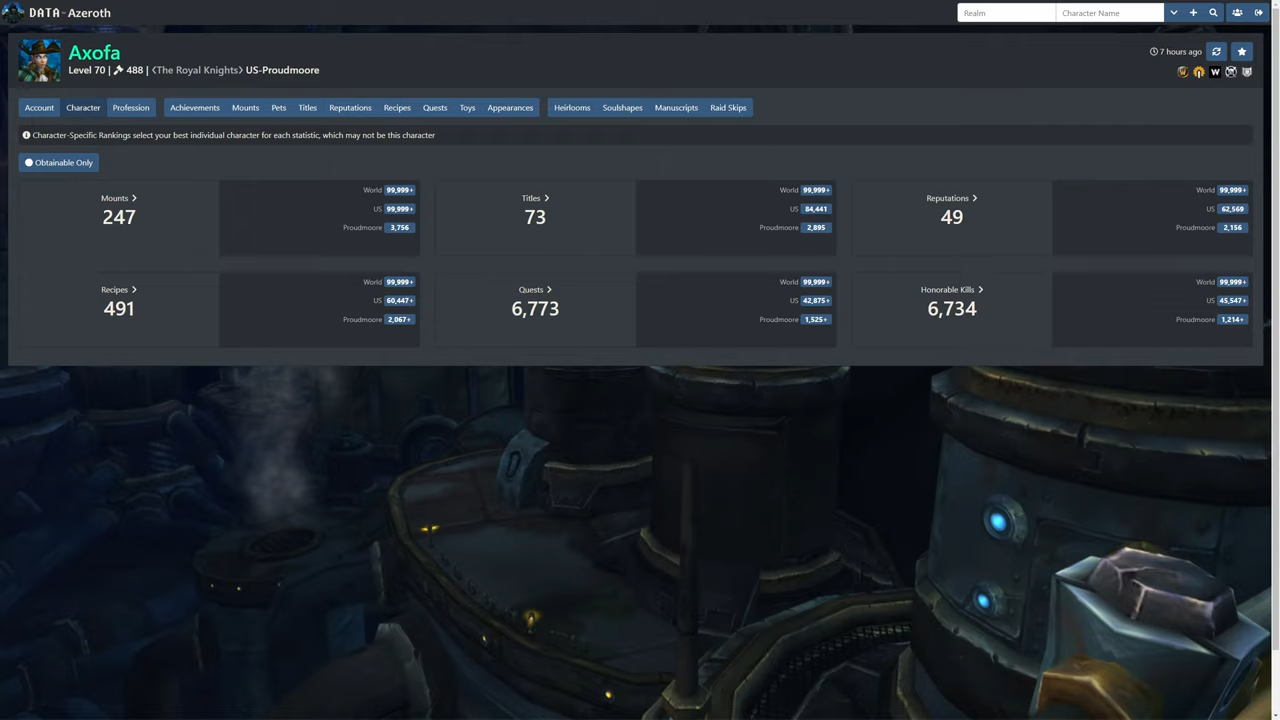 DATA - Azeroth
Realm
Character Name
Axofa
7 hours ago
Level 70 | 488 | <The Royal Knights> US-Proudmoore
Account Character Profession Achievements Mounts Pets Titles Reputations Recipes Quests Toys Appearances Heirlooms Soulshapes Manuscripts Raid Skips
Character-Specific Rankings select your best individual character for each statistic, which may not be this character
Obtainable Only
Mounts
247
World 99,999+
US 99,999+
Proudmoore 3,756
Titles
73
World 99,999+
US 84,441
Proudmoore 2,895
Reputations
49
World 99,999+
US 62,569
Proudmoore 2,156
Recipes
491
World 99,999+
US 60,447+
Proudmoore 2,067+
Quests
6,773
World 99,999+
US 42,875+
Proudmoore 1,525+
Honorable Kills
6,734
World 99,999+
US 45,547+
Proudmoore 1,214+